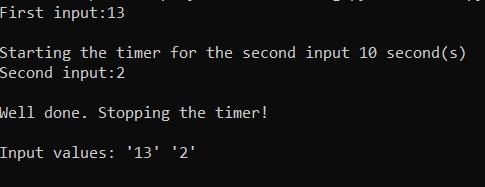 First input:13
Starting the timer for the second input 10 second(s)
Second input:2
Well done. Stopping the timer!
Input values: '13' '2'